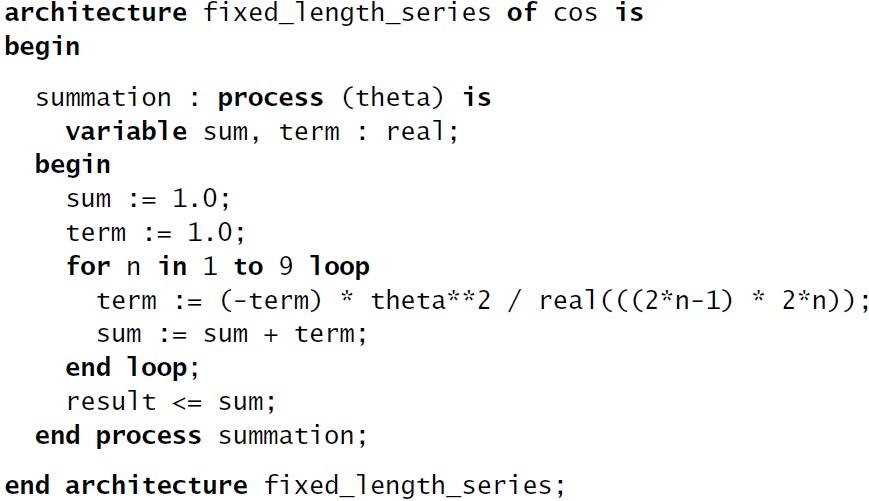 architecture fixed_length_series of cos is
begin
summation : process (theta) is
variable sum, term : real;
begin
sum := 1.0;
term := 1.0;
for n in 1 to 9 loop
term := (-term) * theta**2 / real(((2*n-1) * 2*n));
sum := sum + term;
end loop;
result <= sum;
end process summation;
end architecture fixed_length_series;